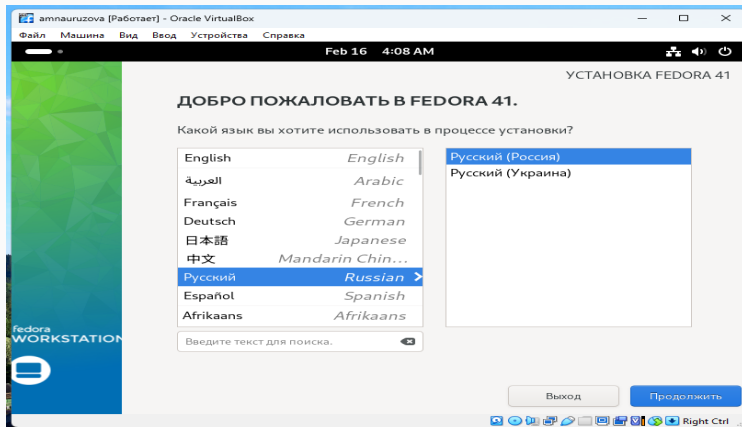 amnauruzova [Работает] - Oracle VirtualBox
Файл Машина Вид Ввод Устройства Справка
Feb 16 4:08 AM
УСТАНОВКА FEDORA 41
ДОБРО ПОЖАЛОВАТЬ В FEDORA 41.
Какой язык вы хотите использовать в процессе установки?
English English
العربية Arabic
Français French
Deutsch German
日本語 Japanese
中文 Mandarin Chin...
Русский Russian
Español Spanish
Afrikaans Afrikaans
Русский (Россия)
Русский (Украина)
Введите текст для поиска.
fedora
WORKSTATION
Выход Продолжить
Right Ctrl